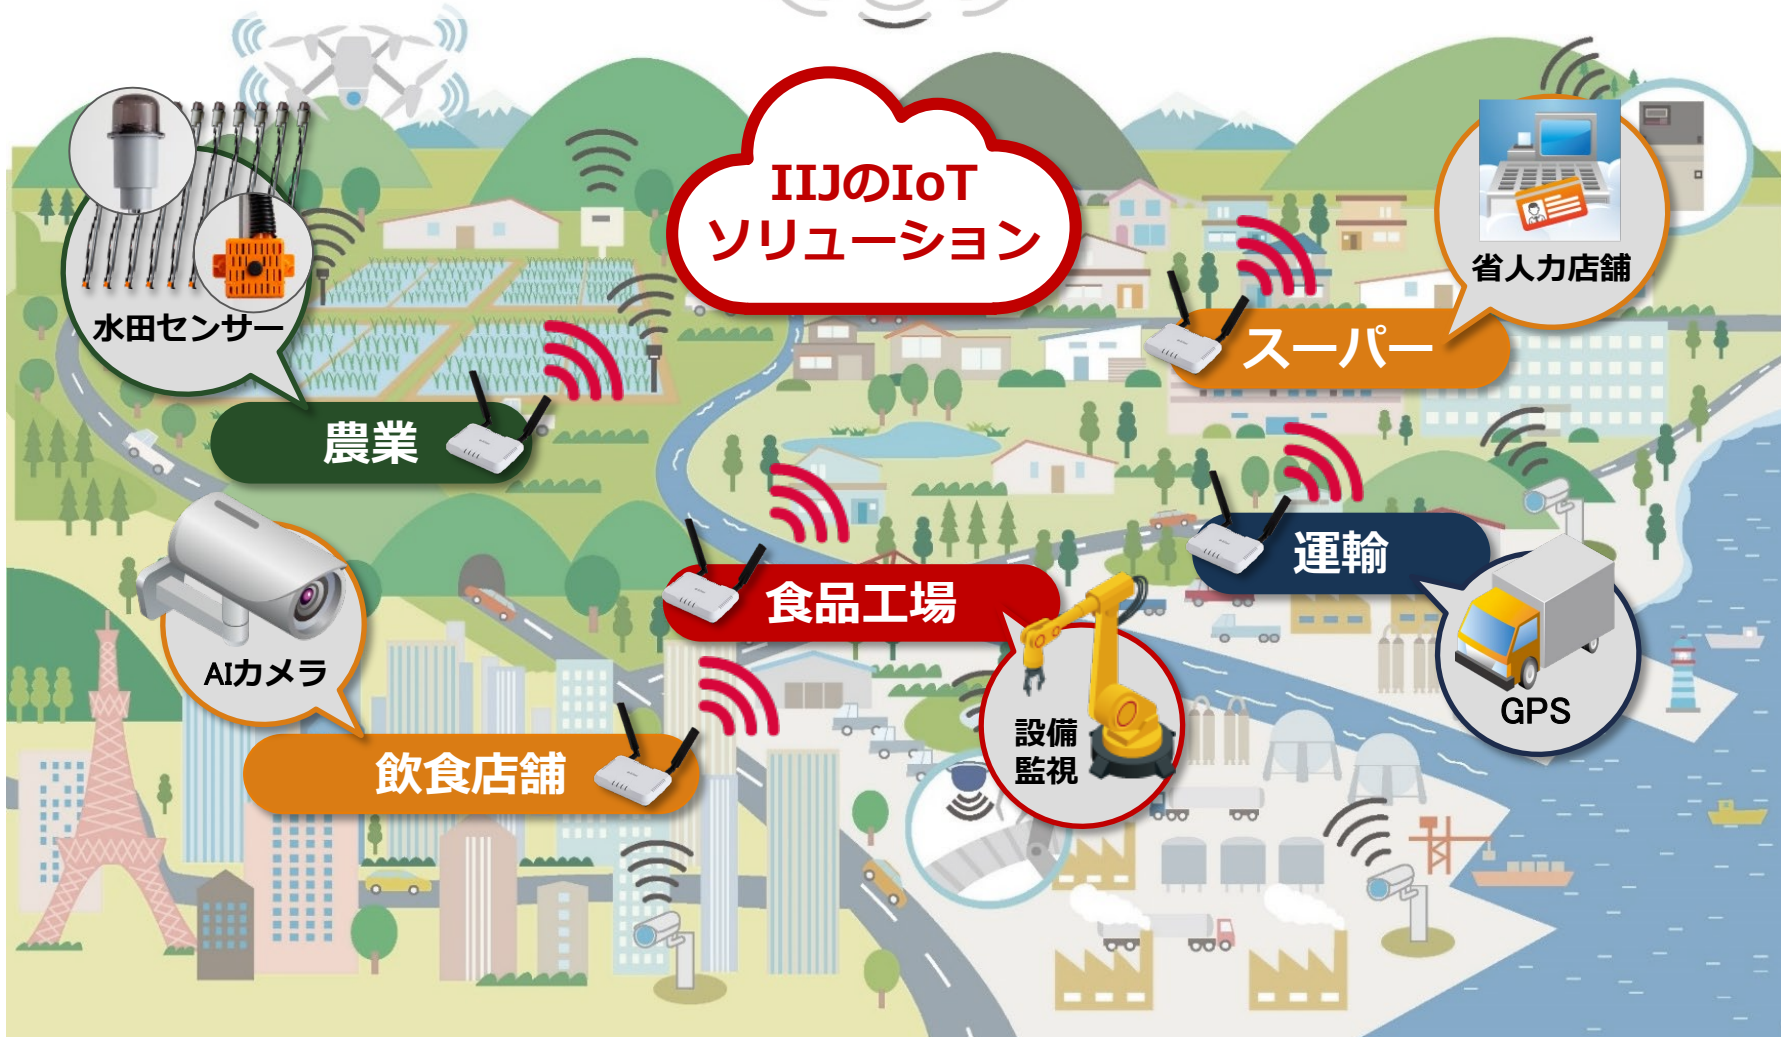 IIJのIoT
ソリューション
省人力店舗
スーパー
水田センサー
農業
運輸
GPS
食品工場
設備
監視
AIカメラ
飲食店舗